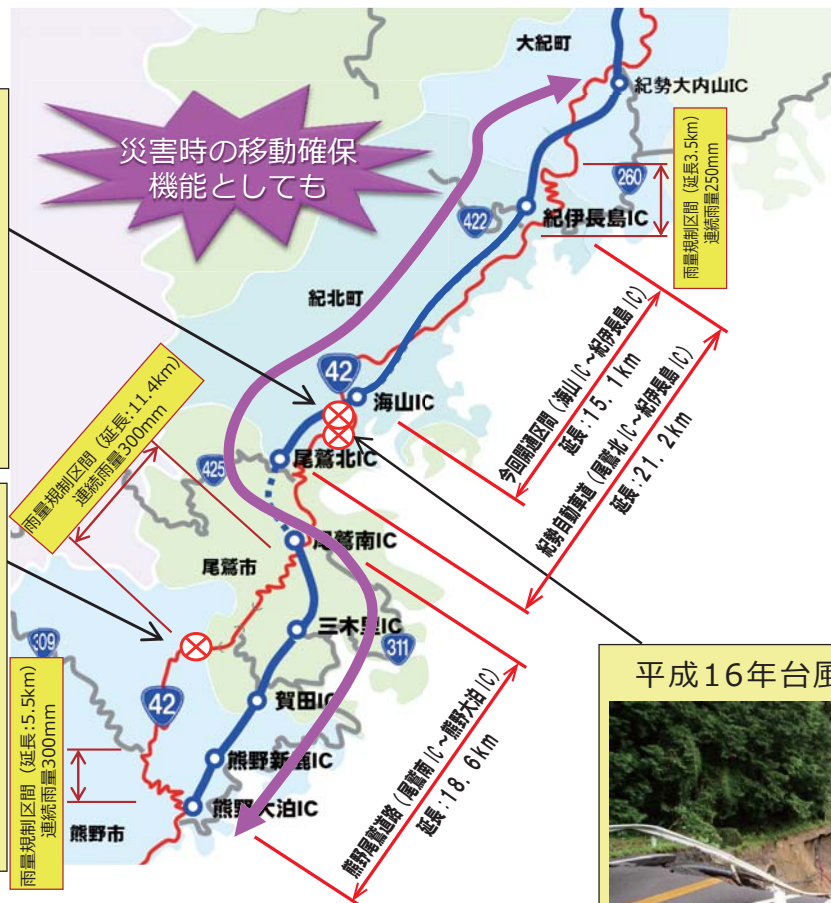 大紀町
紀勢大内山IC
災害時の移動確保
機能としても
260
雨量規制区間(延長3.5km)
連続雨量250mm
422
紀伊長島IC
紀北町
今回開通区間(海山IC~紀伊長島IC)
延長:15.1km
紀勢自動車道(尾鷲北IC~紀伊長島IC)
延長:21.2km
42
海山IC
雨量規制区間(延長:11.4km)
連続雨量300mm
425
尾鷲北IC
尾鷲南IC
尾鷲市
三木里IC
311
309
42
賀田IC
熊野新鹿IC
熊野大泊IC
熊野市
雨量規制区間(延長:5.5km)
連続雨量300mm
熊野尾鷲道路(尾鷲南IC~熊野大泊IC)
延長:18.6km
平成16年台風